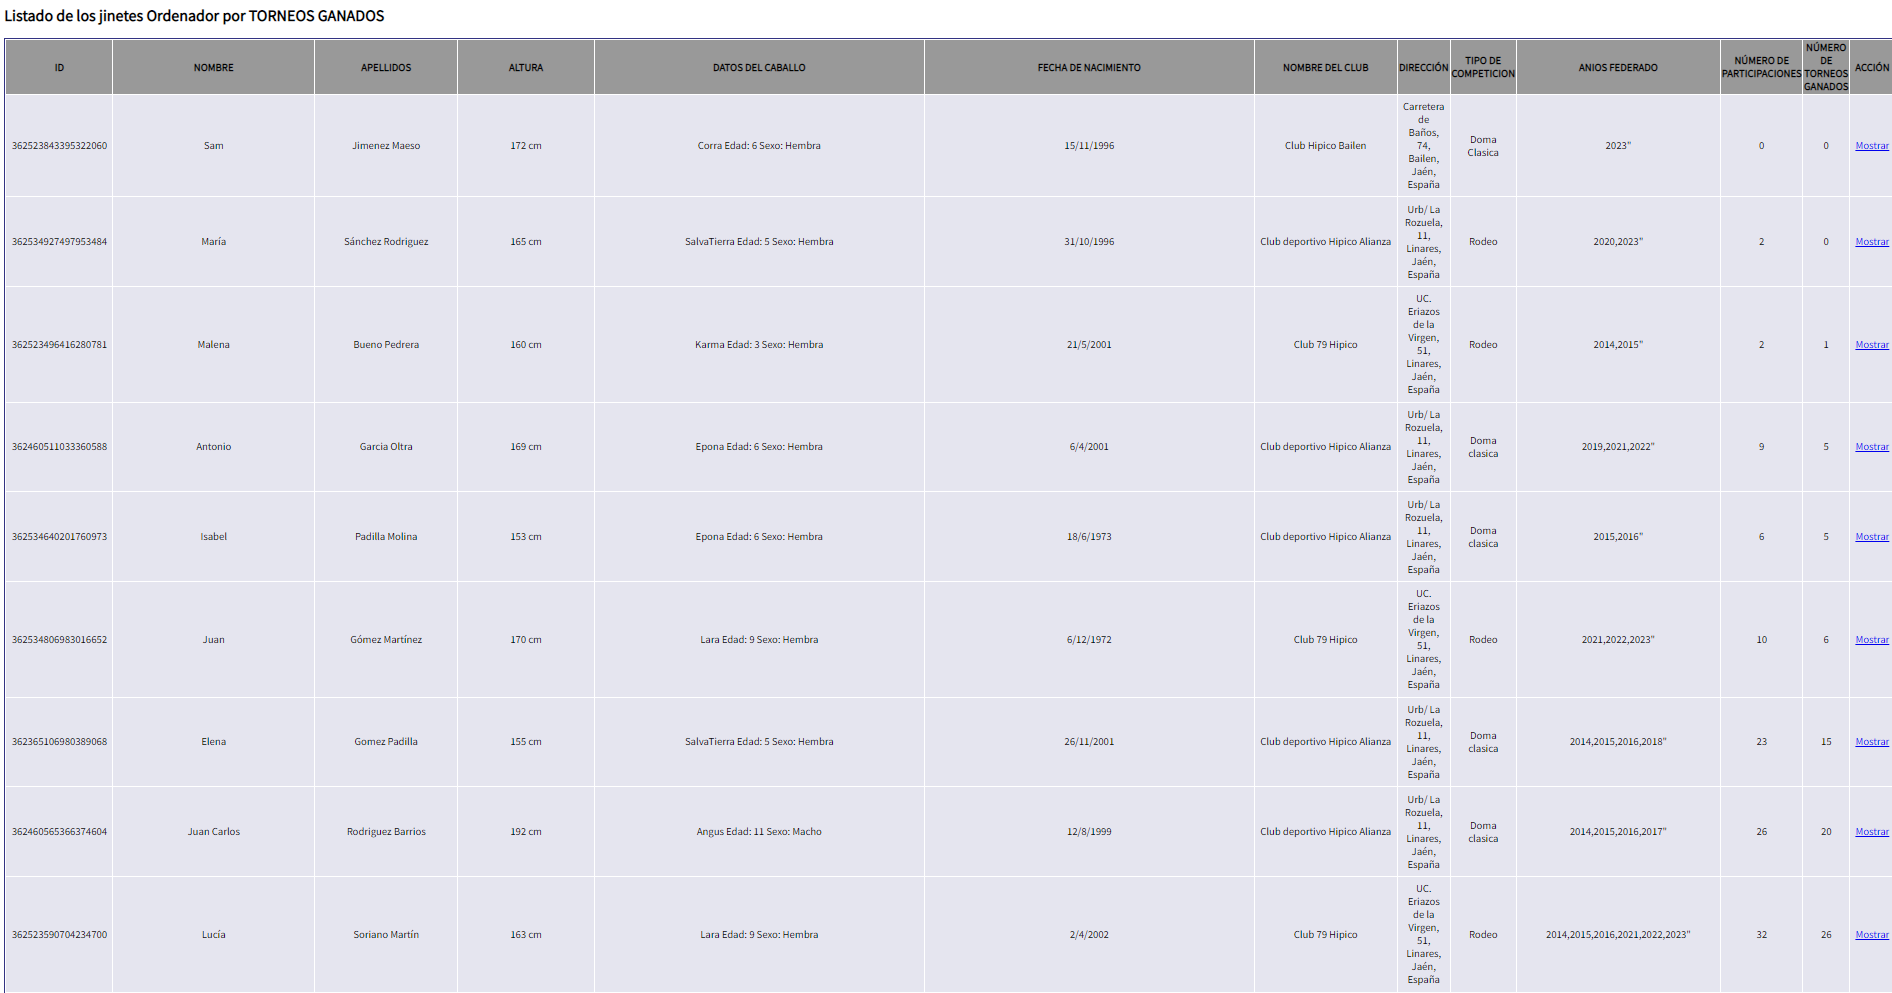 Listado de los jinetes Ordenador por TORNEOS GANADOS
ID NOMBRE APELLIDOS ALTURA DATOS DEL CABALLO FECHA DE NACIMIENTO NOMBRE DEL CLUB DIRECCIÓN TIPO DE COMPETICION ANIOS FEDERADO NÚMERO DE PARTICIPACIONES NÚMERO DE TORNEOS GANADOS ACCIÓN
362523843395322060 Sam Jimenez Maeso 172 cm Corra Edad: 6 Sexo: Hembra 15/11/1996 Club Hipico Bailen Carretera de Baños, 74, Bailen, Jaén, España Doma Clasica 2023" 0 0 Mostrar
362534927497953484 María Sánchez Rodriguez 165 cm SalvaTierra Edad: 5 Sexo: Hembra 31/10/1996 Club deportivo Hipico Alianza Urb/ La Rozuela, 11, Linares, Jaén, España Rodeo 2020,2023" 2 0 Mostrar
362523496416280781 Malena Bueno Pedrera 160 cm Karma Edad: 3 Sexo: Hembra 21/5/2001 Club 79 Hipico UC. Eriazos de la Virgen, 51, Linares, Jaén, España Rodeo 2014,2015" 2 1 Mostrar
362460511033360588 Antonio Garcia Oltra 169 cm Epona Edad: 6 Sexo: Hembra 6/4/2001 Club deportivo Hipico Alianza Urb/ La Rozuela, 11, Linares, Jaén, España Doma clasica 2019,2021,2022" 9 5 Mostrar
362534640201760973 Isabel Padilla Molina 153 cm Epona Edad: 6 Sexo: Hembra 18/6/1973 Club deportivo Hipico Alianza Urb/ La Rozuela, 11, Linares, Jaén, España Doma clasica 2015,2016" 6 5 Mostrar
362534806983016652 Juan Gómez Martínez 170 cm Lara Edad: 9 Sexo: Hembra 6/12/1972 Club 79 Hipico UC. Eriazos de la Virgen, 51, Linares, Jaén, España Rodeo 2021,2022,2023" 10 6 Mostrar
362365106980389068 Elena Gomez Padilla 155 cm SalvaTierra Edad: 5 Sexo: Hembra 26/11/2001 Club deportivo Hipico Alianza Urb/ La Rozuela, 11, Linares, Jaén, España Doma clasica 2014,2015,2016,2018" 23 15 Mostrar
362460565366374604 Juan Carlos Rodriguez Barrios 192 cm Angus Edad: 11 Sexo: Macho 12/8/1999 Club deportivo Hipico Alianza Urb/ La Rozuela, 11, Linares, Jaén, España Doma clasica 2014,2015,2016,2017" 26 20 Mostrar
362523590704234700 Lucía Soriano Martín 163 cm Lara Edad: 9 Sexo: Hembra 2/4/2002 Club 79 Hipico UC. Eriazos de la Virgen, 51, Linares, Jaén, España Rodeo 2014,2015,2016,2021,2022,2023" 32 26 Mostrar